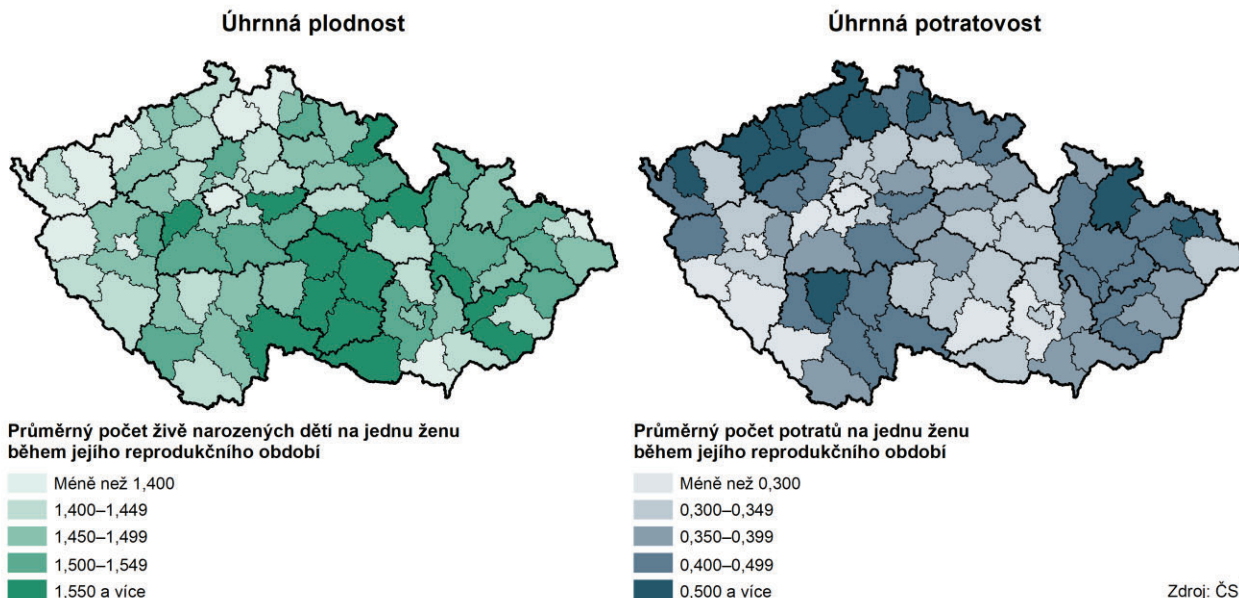 Úhrnná plodnost
Průměrný počet živě narozených dětí na jednu ženu
během jejího reprodukčního období
Méně než 1,400
1,400–1,449
1,450–1,499
1,500–1,549
1,550 a více
Úhrnná potratovost
Průměrný počet potratů na jednu ženu
během jejího reprodukčního období
Méně než 0,300
0,300–0,349
0,350–0,399
0,400–0,499
0,500 a více
Zdroj: ČS